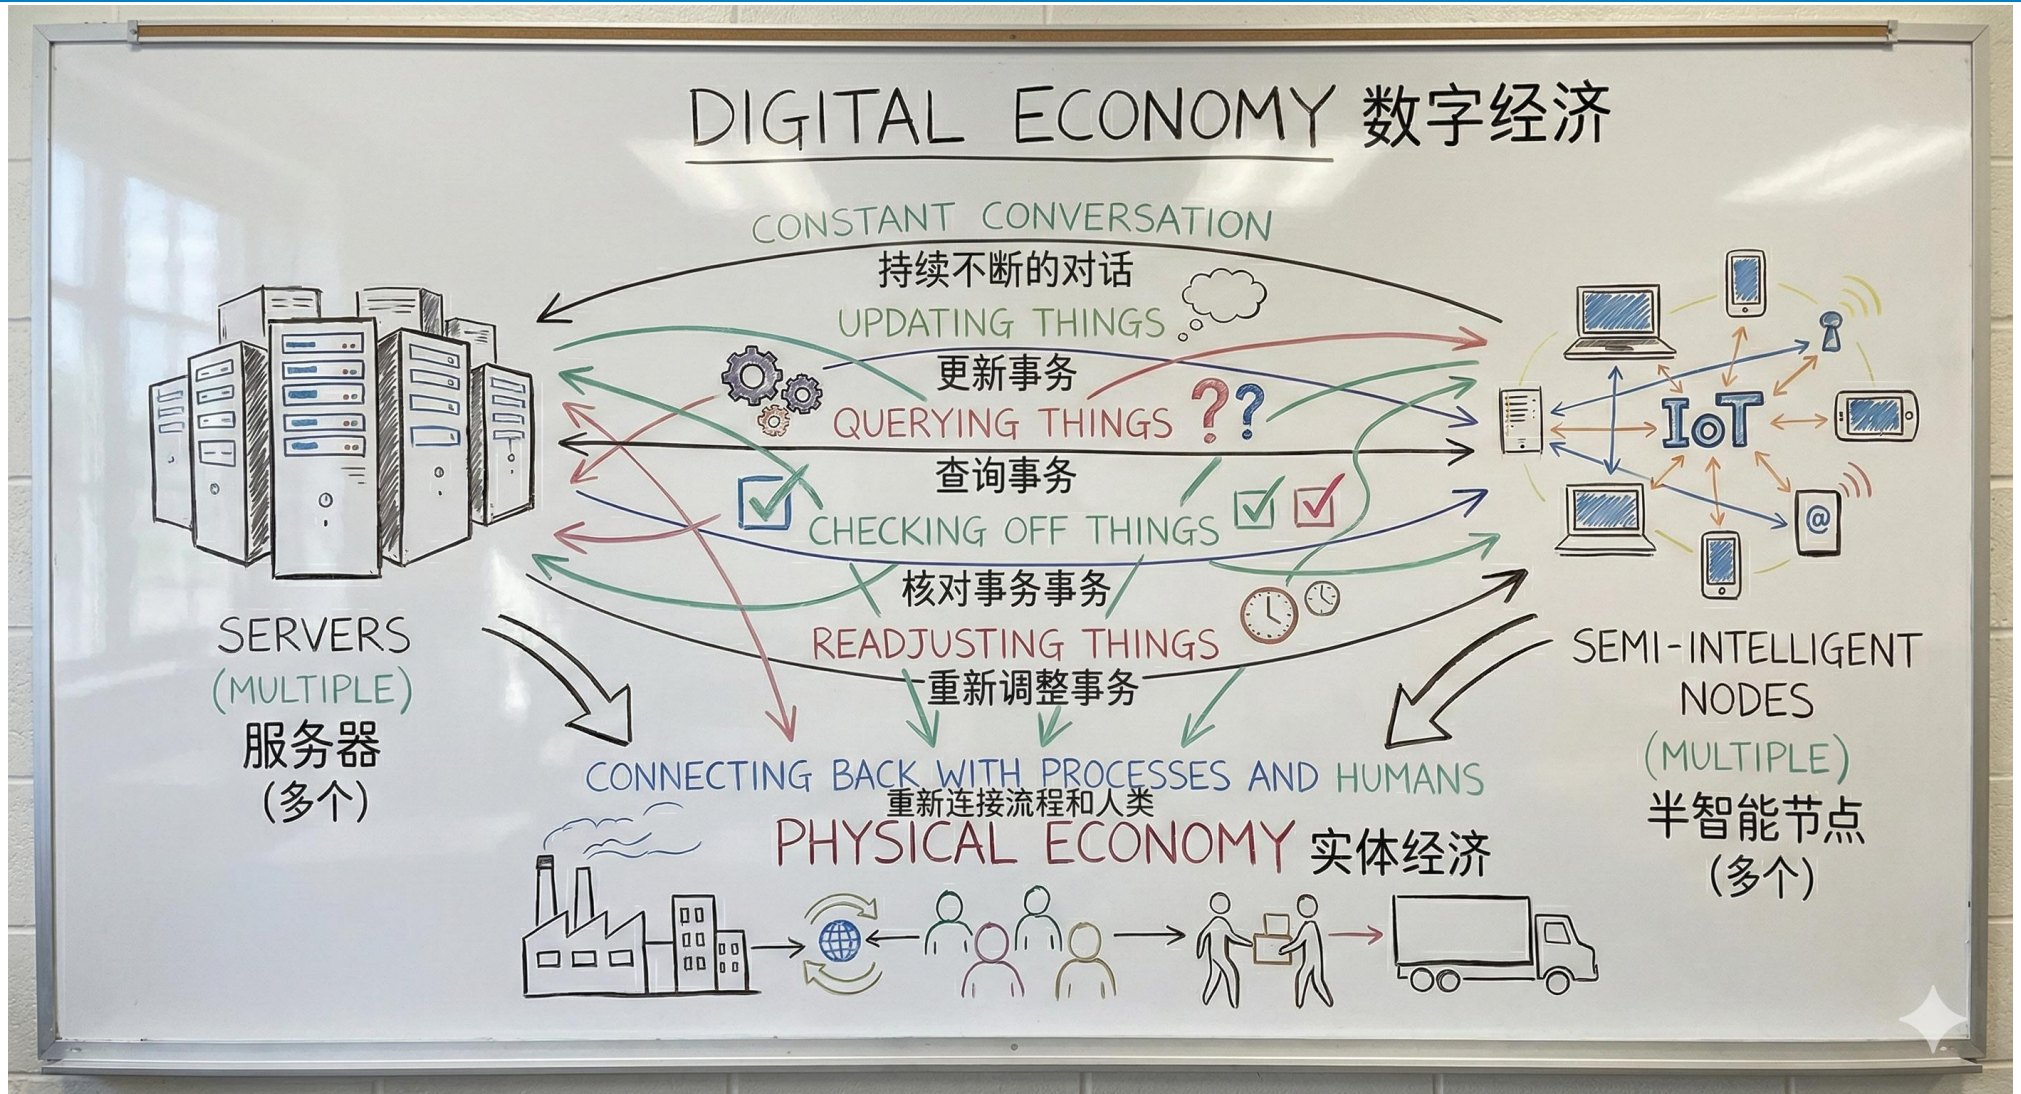 DIGITAL ECONOMY 数字经济
CONSTANT CONVERSATION
持续不断的对话
UPDATING THINGS
更新事务
QUERYING THINGS ??
查询事务
CHECKING OFF THINGS
核对事务事务
READJUSTING THINGS
重新调整事务
SERVERS
(MULTIPLE)
服务器
(多个)
IoT
@
SEMI-INTELLIGENT
NODES
(MULTIPLE)
半智能节点
(多个)
CONNECTING BACK WITH PROCESSES AND HUMANS
重新连接流程和人类
PHYSICAL ECONOMY 实体经济